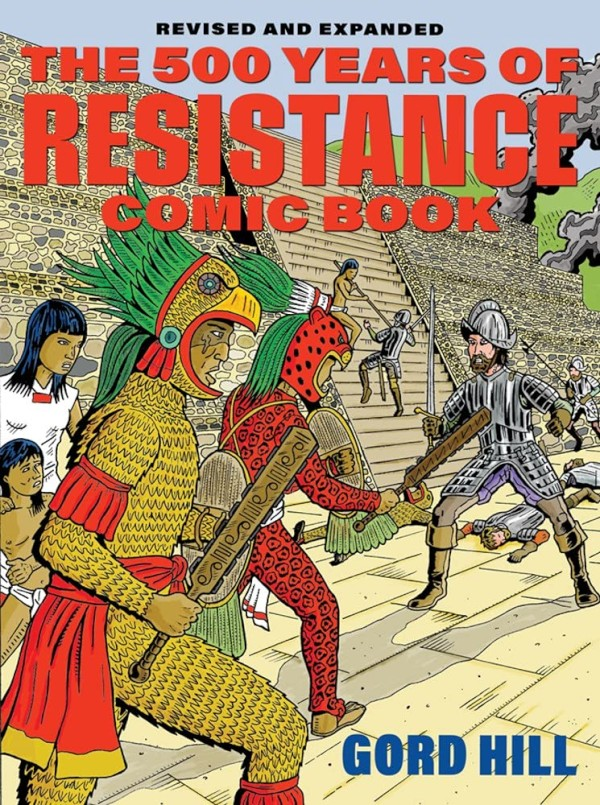 REVISED AND EXPANDED
THE 500 YEARS OF
RESISTANCE
COMIC BOOK
GORD HILL